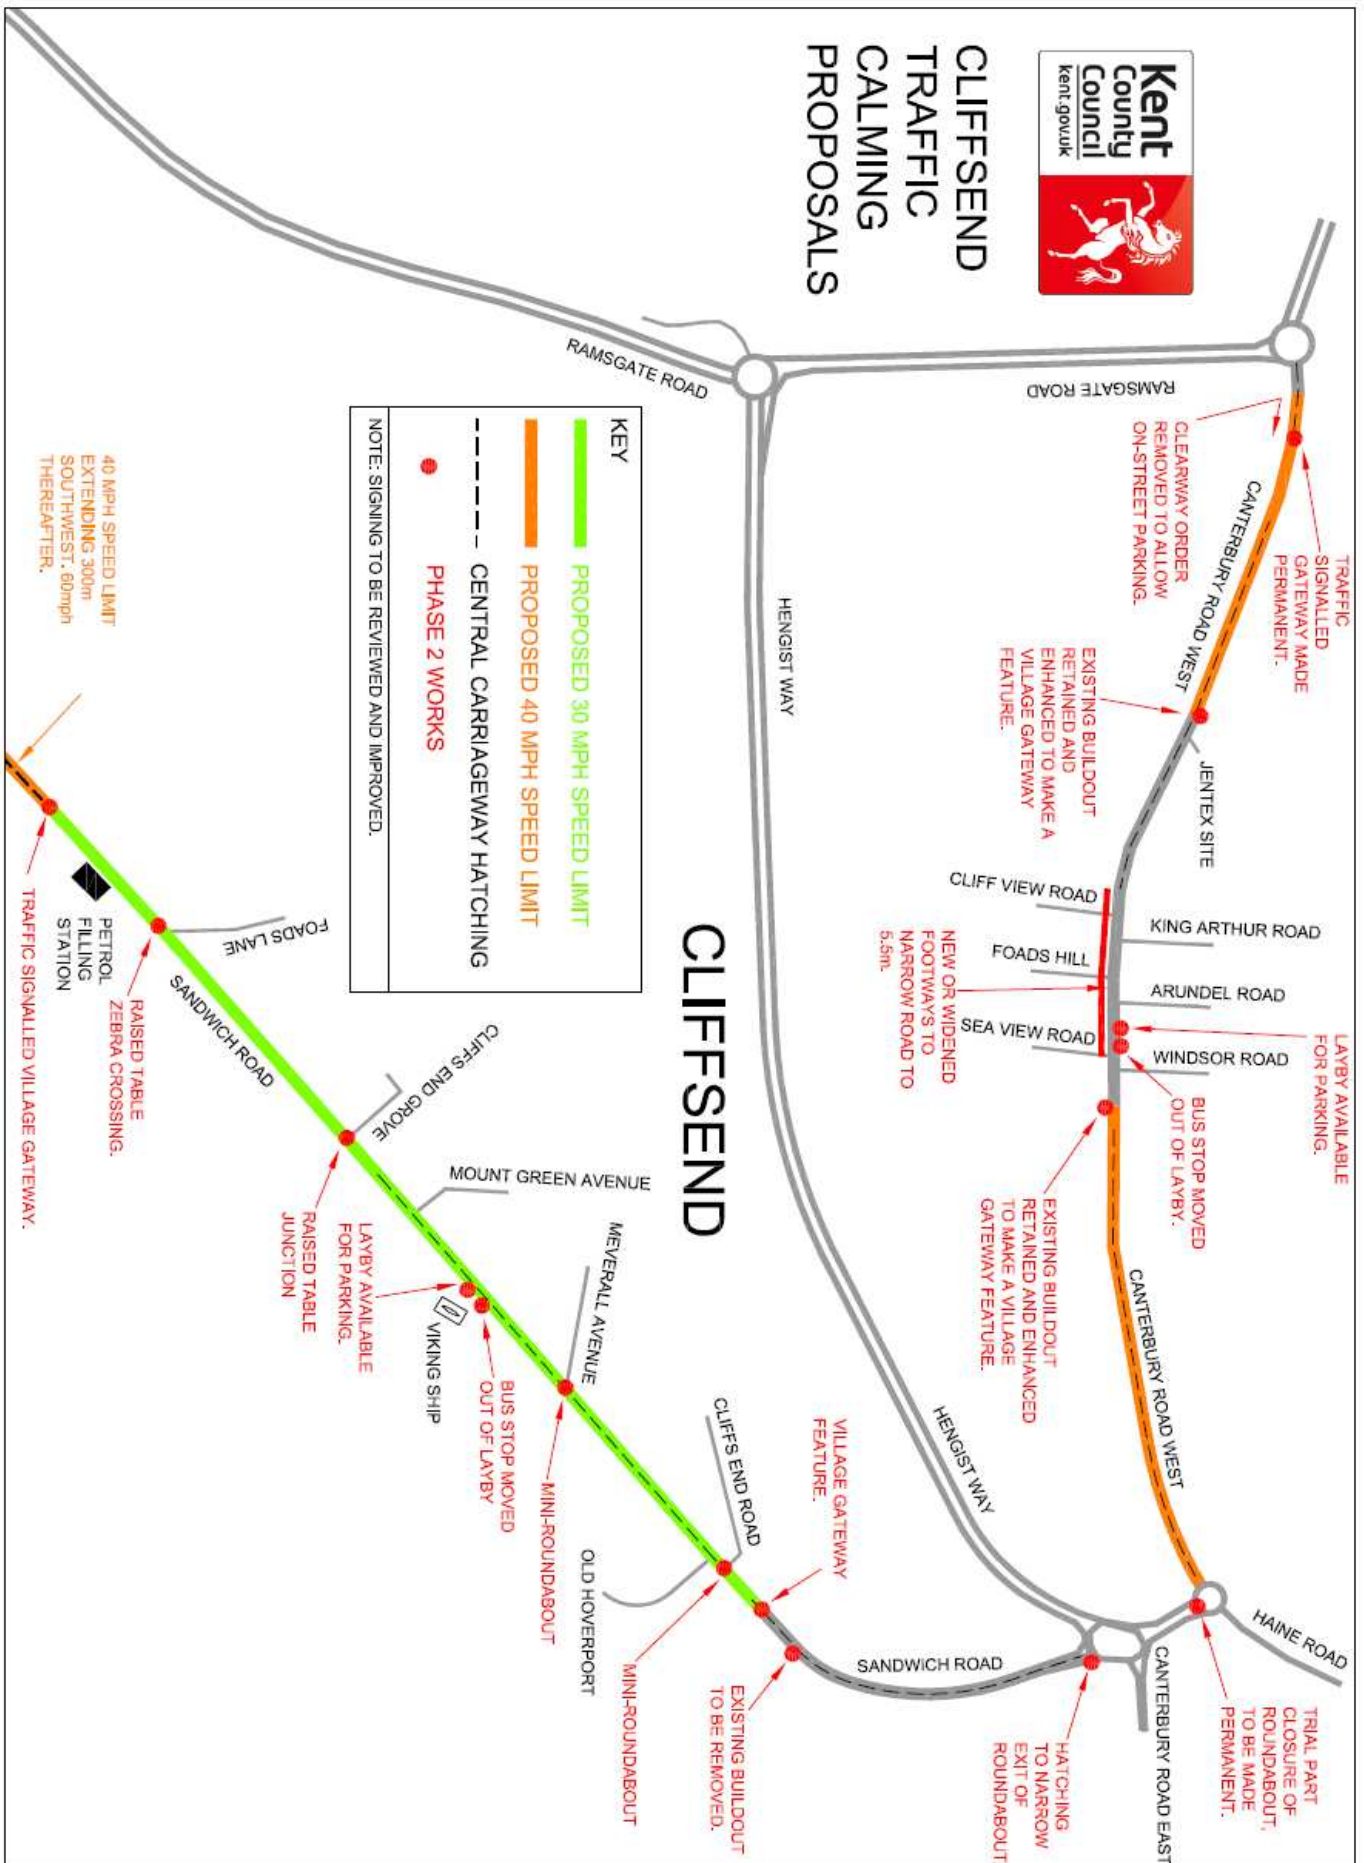 Kent
County
Council
kent.gov.uk
CLIFFSEND
TRAFFIC
CALMING
PROPOSALS
RAMSGATE ROAD
RAMSGATE ROAD
TRAFFIC
SIGNALLED
GATEWAY MADE
PERMANENT.
CLEARWAY ORDER
REMOVED TO ALLOW
ON-STREET PARKING.
CANTERBURY ROAD WEST
EXISTING BUILDOUT
RETAINED AND
ENHANCED TO MAKE A
VILLAGE GATEWAY
FEATURE.
JENTEX SITE
CLIFF VIEW ROAD
KING ARTHUR ROAD
FOADS HILL
ARUNDEL ROAD
SEA VIEW ROAD
WINDSOR ROAD
NEW OR WIDENED
FOOTWAYS TO
NARROW ROAD TO
5.5m.
LAYBY AVAILABLE
FOR PARKING.
BUS STOP MOVED
OUT OF LAYBY.
EXISTING BUILDOUT
RETAINED AND ENHANCED
TO MAKE A VILLAGE
GATEWAY FEATURE.
CANTERBURY ROAD WEST
HAINE ROAD
TRIAL PART
CLOSURE OF
ROUNDABOUT,
TO BE MADE
PERMANENT.
CANTERBURY ROAD EAST
HATCHING
TO NARROW
EXIT OF
ROUNDABOUT
HENGIST WAY
HENGIST WAY
CLIFFSEND
SANDWICH ROAD
EXISTING BUILDOUT
TO BE REMOVED.
VILLAGE GATEWAY
FEATURE.
CLIFFS END ROAD
MINI-ROUNDABOUT
OLD HOVERPORT
MEVERALL AVENUE
MINI-ROUNDABOUT
BUS STOP MOVED
OUT OF LAYBY
VIKING SHIP
LAYBY AVAILABLE
FOR PARKING.
MOUNT GREEN AVENUE
CLIFFS END GROVE
RAISED TABLE
JUNCTION
SANDWICH ROAD
FOADS LANE
RAISED TABLE
ZEBRA CROSSING.
PETROL
FILLING
STATION
TRAFFIC SIGNALLED VILLAGE GATEWAY.
40 MPH SPEED LIMIT
EXTENDING 300m
SOUTHWEST. 60mph
THEREAFTER.
KEY
PROPOSED 30 MPH SPEED LIMIT
PROPOSED 40 MPH SPEED LIMIT
CENTRAL CARRIAGEWAY HATCHING
PHASE 2 WORKS
NOTE: SIGNING TO BE REVIEWED AND IMPROVED.